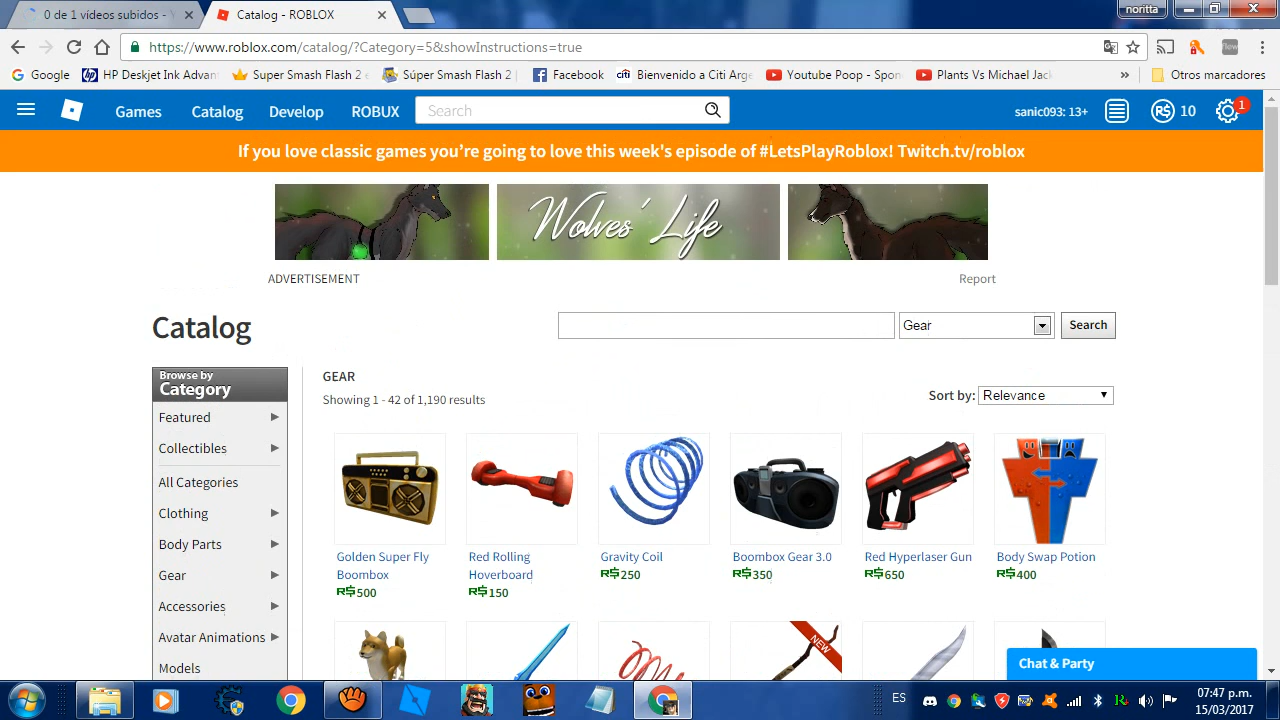 0 de 1 vídeos subidos - Y
Catalog - ROBLOX
noritta
https://www.roblox.com/catalog/?Category=5&showInstructions=true
Google
HP Deskjet Ink Advan
Super Smash Flash 2
Súper Smash Flash 2
Facebook
Bienvenido a Citi Arge
Youtube Poop - Spon
Plants Vs Michael Jack
»
Otros marcadores
Games
Catalog
Develop
ROBUX
Search
sanic093: 13+
R$
10
1
If you love classic games you're going to love this week's episode of #LetsPlayRoblox! Twitch.tv/roblox
Wolves' Life
ADVERTISEMENT
Report
Catalog
Gear
Search
Browse by
Category
Featured
Collectibles
All Categories
Clothing
Body Parts
Gear
Accessories
Avatar Animations
Models
GEAR
Showing 1 - 42 of 1,190 results
Sort by: Relevance
Golden Super Fly
Boombox
R$500
Red Rolling
Hoverboard
R$150
Gravity Coil
R$250
Boombox Gear 3.0
R$350
Red Hyperlaser Gun
R$650
Body Swap Potion
R$400
NEW
Chat & Party
ES
07:47 p.m.
15/03/2017